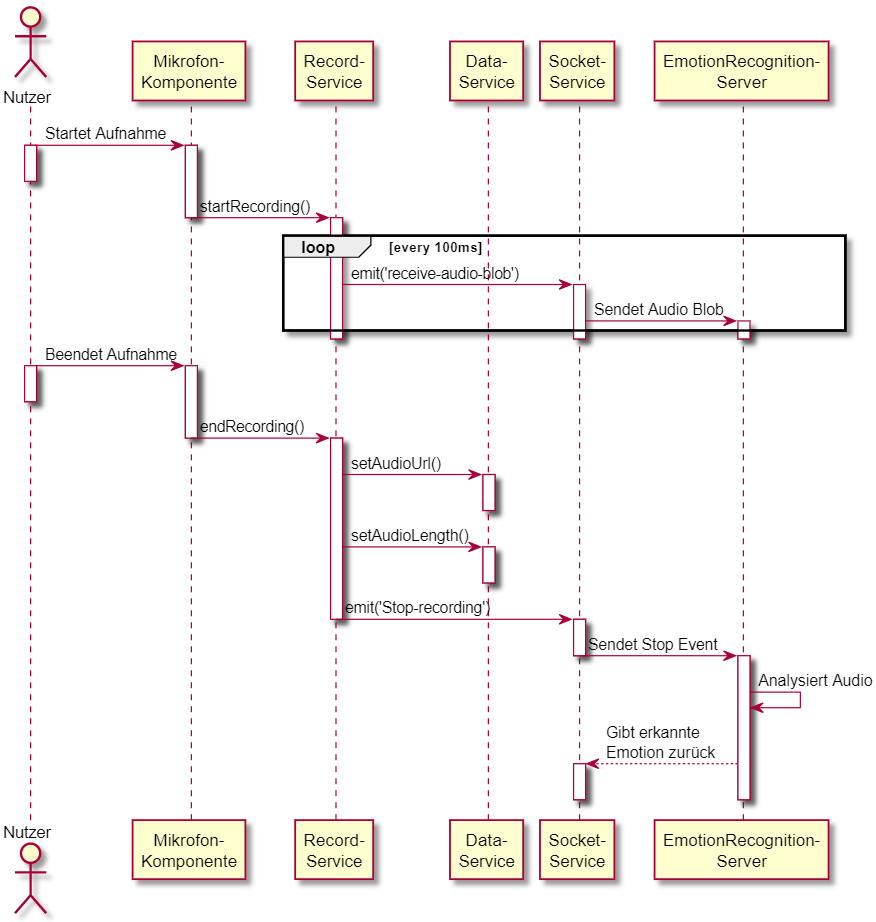 Nutzer
Mikrofon-
Komponente
Record-
Service
Data-
Service
Socket-
Service
EmotionRecognition-
Server
Startet Aufnahme
startRecording()
loop [every 100ms]
emit('receive-audio-blob')
Sendet Audio Blob
Beendet Aufnahme
endRecording()
setAudioUrl()
setAudioLength()
emit('Stop-recording')
Sendet Stop Event
Analysiert Audio
Gibt erkannte
Emotion zurück
Nutzer
Mikrofon-
Komponente
Record-
Service
Data-
Service
Socket-
Service
EmotionRecognition-
Server